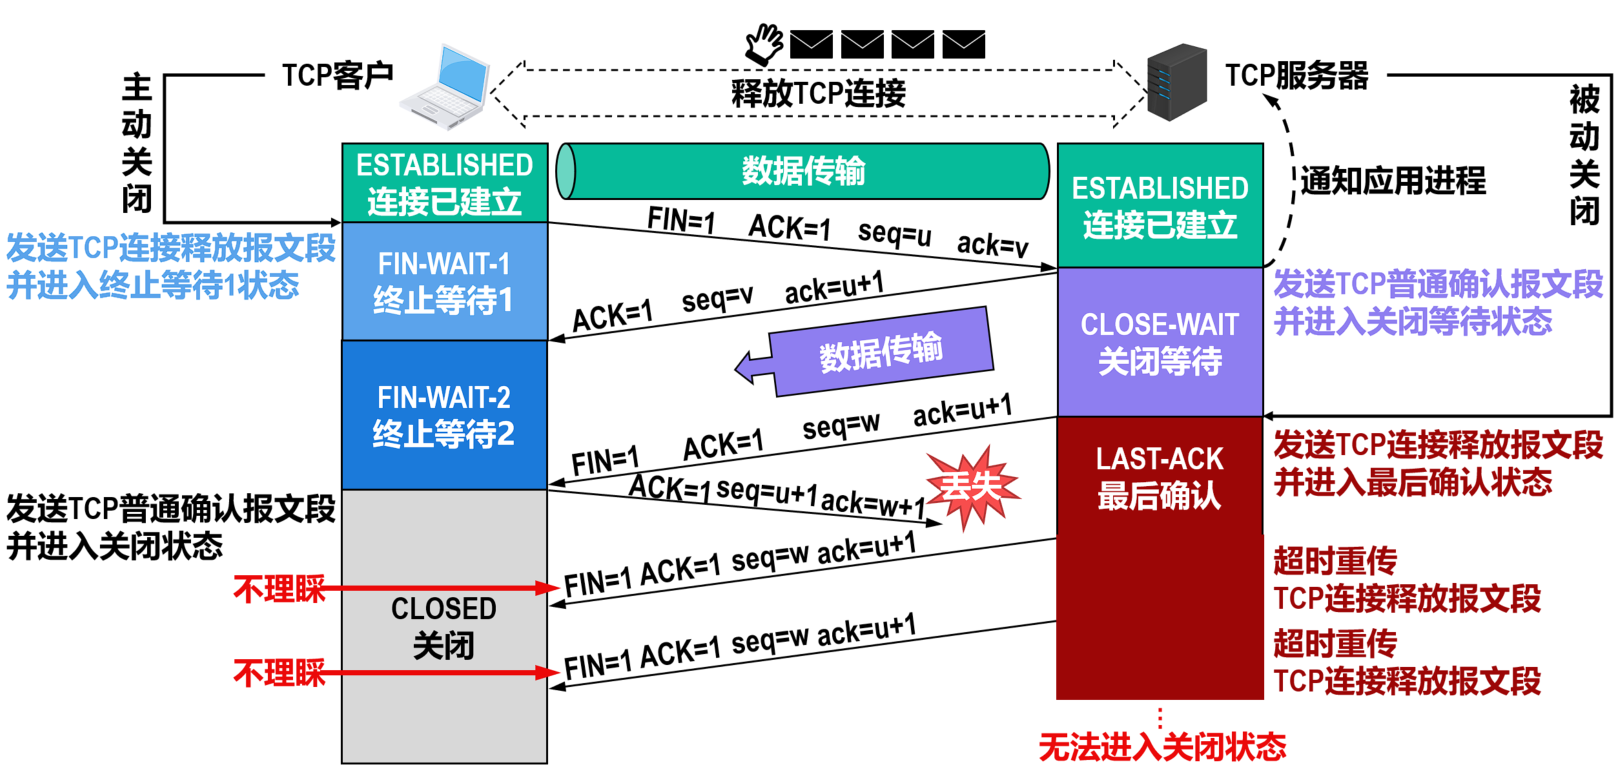 TCP客户
释放TCP连接
TCP服务器
主动关闭
被动关闭
ESTABLISHED
连接已建立
数据传输
ESTABLISHED
连接已建立
通知应用进程
发送TCP连接释放报文段
并进入终止等待1状态
FIN-WAIT-1
终止等待1
FIN=1 ACK=1 seq=u ack=v
ACK=1 seq=v ack=u+1
CLOSE-WAIT
关闭等待
发送TCP普通确认报文段
并进入关闭等待状态
数据传输
FIN-WAIT-2
终止等待2
FIN=1 ACK=1 seq=w ack=u+1
LAST-ACK
最后确认
发送TCP连接释放报文段
并进入最后确认状态
发送TCP普通确认报文段
并进入关闭状态
ACK=1 seq=u+1 ack=w+1
丢失
不理睬
FIN=1 ACK=1 seq=w ack=u+1
超时重传
TCP连接释放报文段
CLOSED
关闭
不理睬
FIN=1 ACK=1 seq=w ack=u+1
超时重传
TCP连接释放报文段
无法进入关闭状态